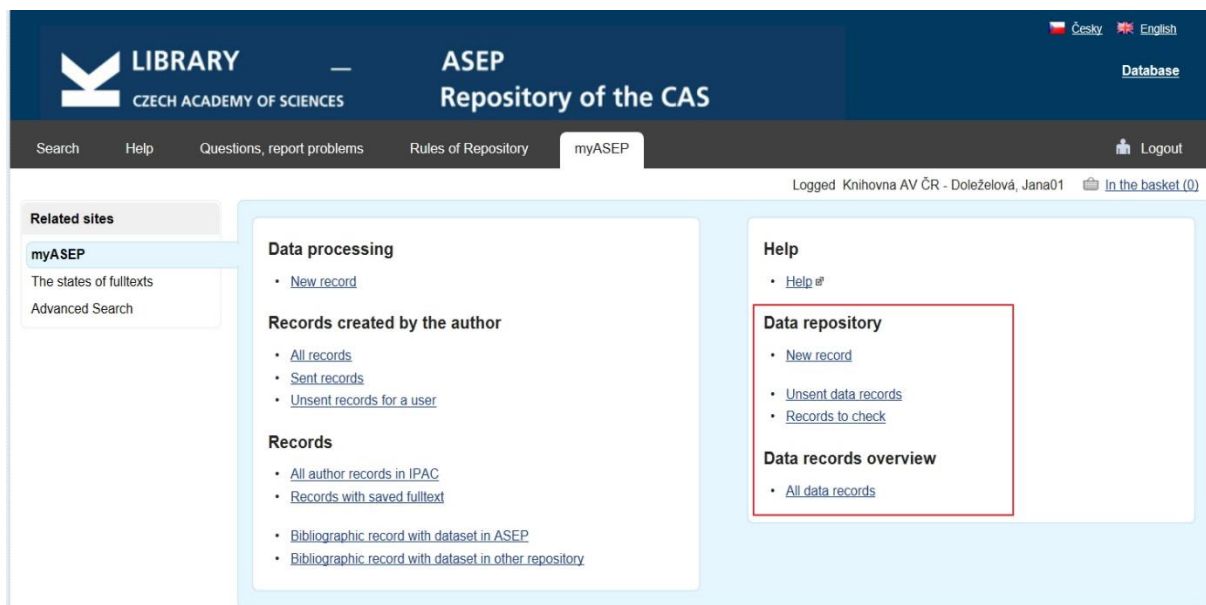 Česky English
LIBRARY
CZECH ACADEMY OF SCIENCES
ASEP
Repository of the CAS
Database
Search Help Questions, report problems Rules of Repository myASEP Logout
Logged Knihovna AV ČR - Doleželová, Jana01 In the basket (0)
Related sites
myASEP
The states of fulltexts
Advanced Search
Data processing
• New record
Records created by the author
• All records
• Sent records
• Unsent records for a user
Records
• All author records in IPAC
• Records with saved fulltext
• Bibliographic record with dataset in ASEP
• Bibliographic record with dataset in other repository
Help
• Help
Data repository
• New record
• Unsent data records
• Records to check
Data records overview
• All data records